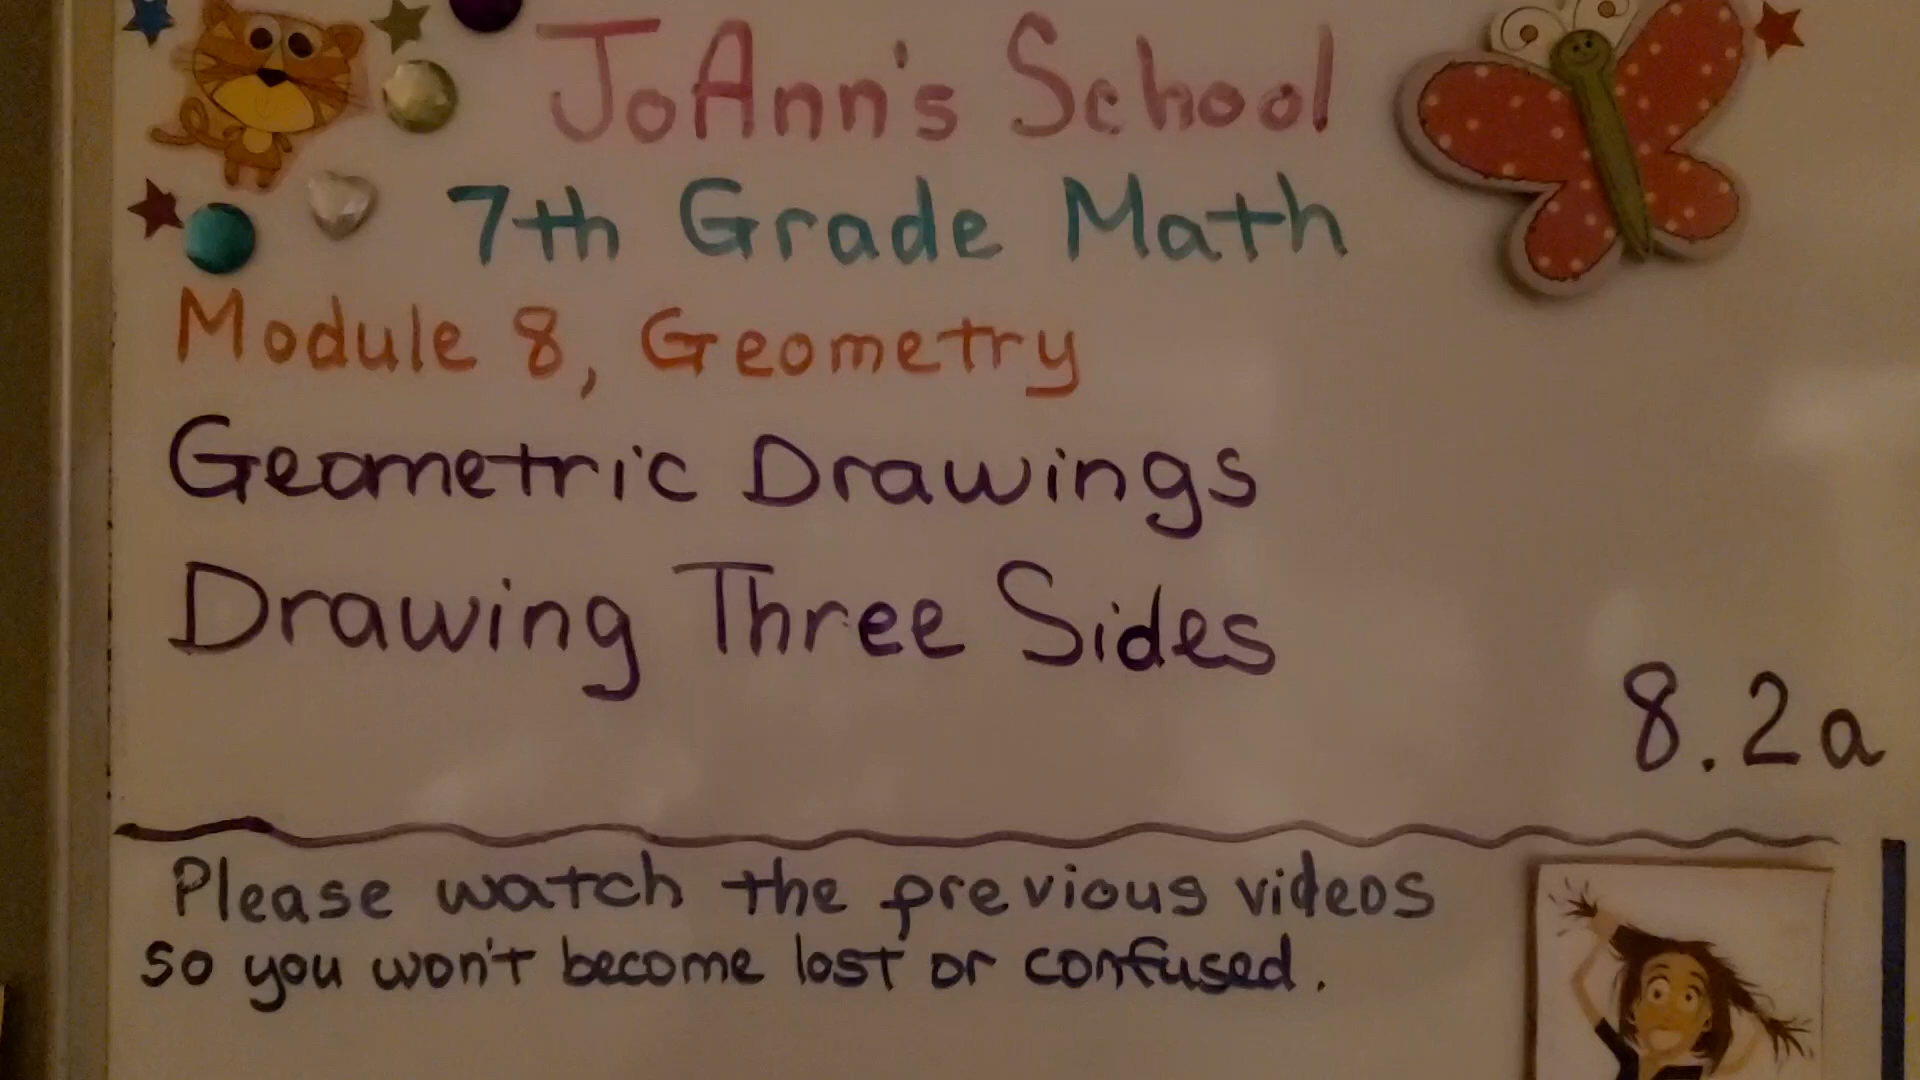 JoAnn's School
7th Grade Math
Module 8, Geometry
Geometric Drawings
Drawing Three Sides
8.2a
Please watch the previous videos
so you won't become lost or confused.